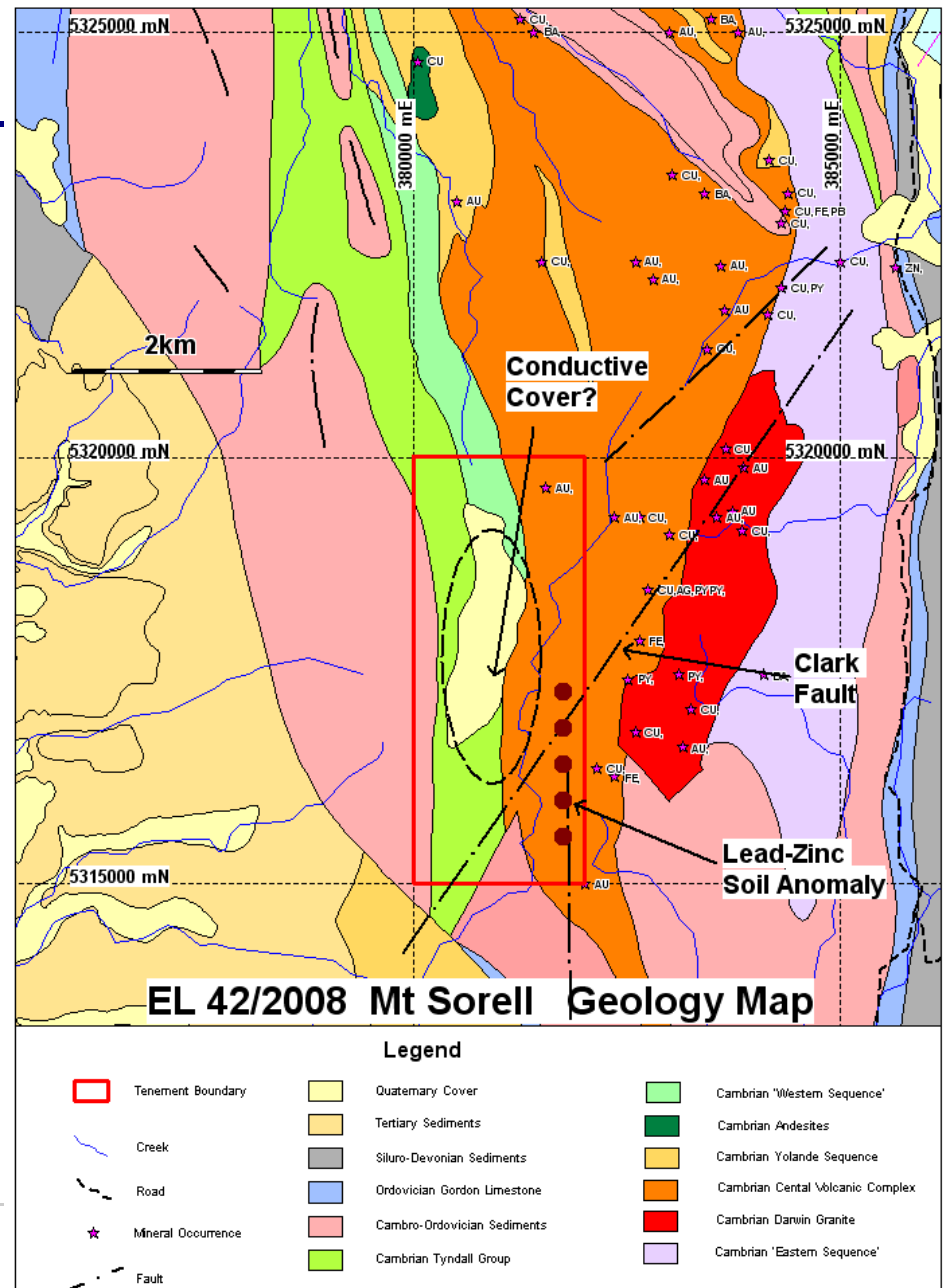 CU,
BA,
AU,
BA,
AU,
5325000 mN
5325000 mN
CU
380000 mE
385000 mE
CU,
CU,
BA,
CU,
CU,FE,PB
CU,
AU,
CU,
AU,
AU,
AU,
CU,
ZN,
CU,PY
AU
CU,
CU,
2km
Conductive
Cover?
5320000 mN
5320000 mN
CU,
AU
AU
AU,
AU,
CU,
AU
AU,
CU,
CU,
CU,AG,PYPY,
FE,
Clark
Fault
PY,
PY,
BA,
CU,
CU,
AU,
CU,
FE,
Lead-Zinc
Soil Anomaly
5315000 mN
AU
EL 42/2008 Mt Sorell Geology Map
Legend
Tenement Boundary
Creek
Road
Mineral Occurrence
Fault
Quaternary Cover
Tertiary Sediments
Siluro-Devonian Sediments
Ordovician Gordon Limestone
Cambro-Ordovician Sediments
Cambrian Tyndall Group
Cambrian 'Western Sequence'
Cambrian Andesites
Cambrian Yolande Sequence
Cambrian Cental Volcanic Complex
Cambrian Darwin Granite
Cambrian 'Eastern Sequence'